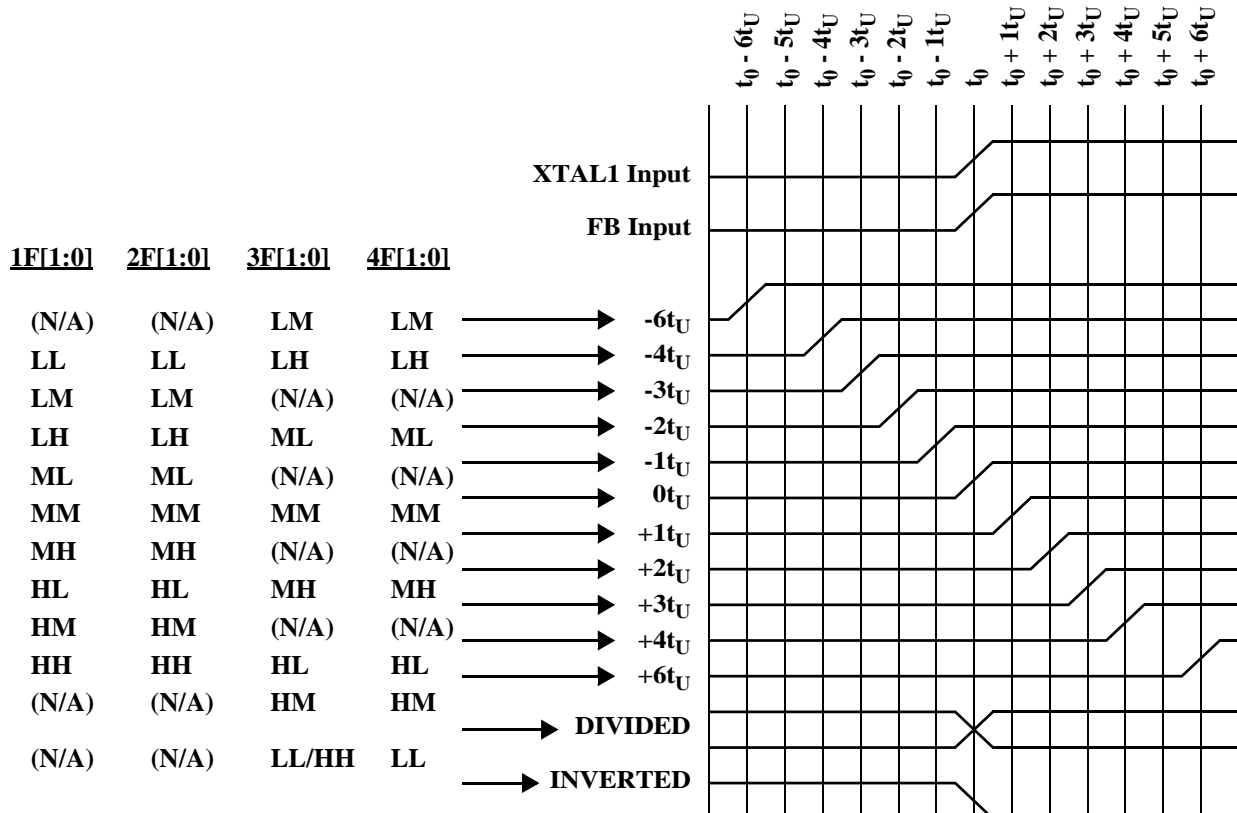 t0 - 6tU t0 - 5tU t0 - 4tU t0 - 3tU t0 - 2tU t0 - 1tU t0 t0 + 1tU t0 + 2tU t0 + 3tU t0 + 4tU t0 + 5tU t0 + 6tU
XTAL1 Input
FB Input
1F[1:0] 2F[1:0] 3F[1:0] 4F[1:0]
(N/A) (N/A) LM LM -6tU
LL LL LH LH -4tU
LM LM (N/A) (N/A) -3tU
LH LH ML ML -2tU
ML ML (N/A) (N/A) -1tU
MM MM MM MM 0tU
MH MH (N/A) (N/A) +1tU
HL HL MH MH +2tU
HM HM (N/A) (N/A) +3tU
HH HH HL HL +4tU
(N/A) (N/A) HM HM +6tU
(N/A) (N/A) LL/HH LL DIVIDED
INVERTED